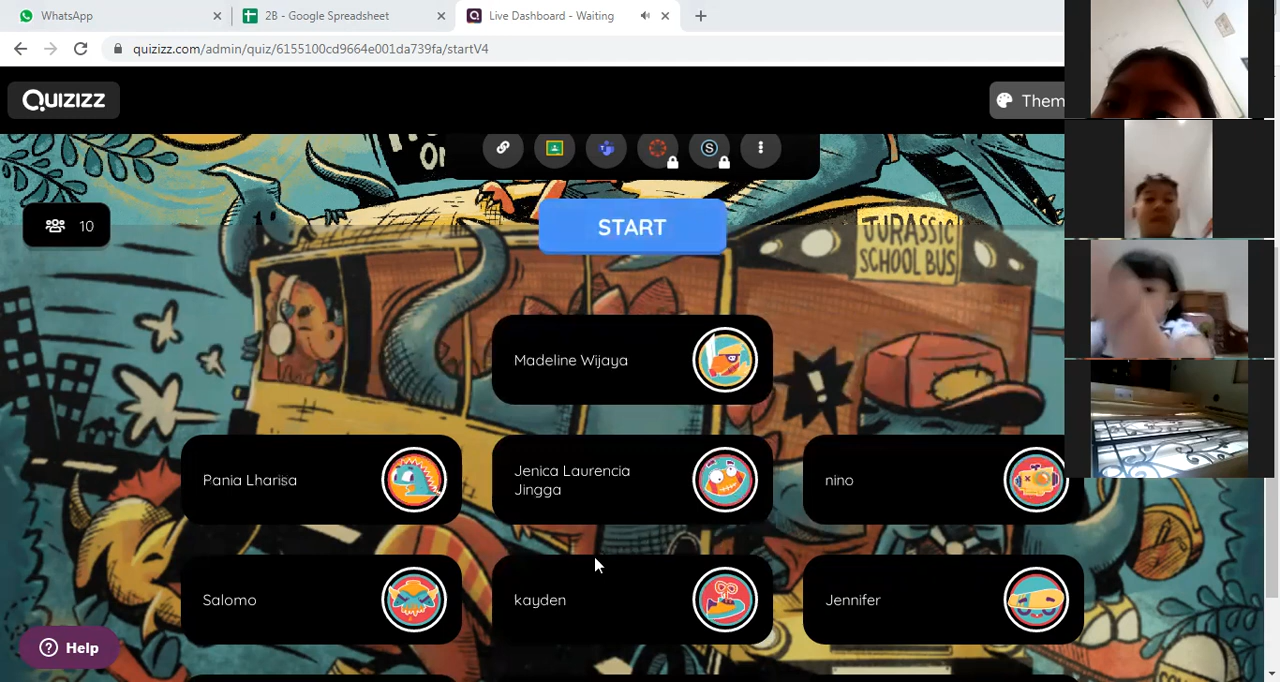 WhatsApp
2B - Google Spreadsheet
Live Dashboard - Waiting
quizizz.com/admin/quiz/6155100cd9664e001da739fa/startV4
QUIZIZZ
Them
S
10
START
JURASSIC
SCHOOL BUS
!
Madeline Wijaya
Pania Lharisa
Jenica Laurencia
Jingga
nino
Salomo
kayden
Jennifer
Help